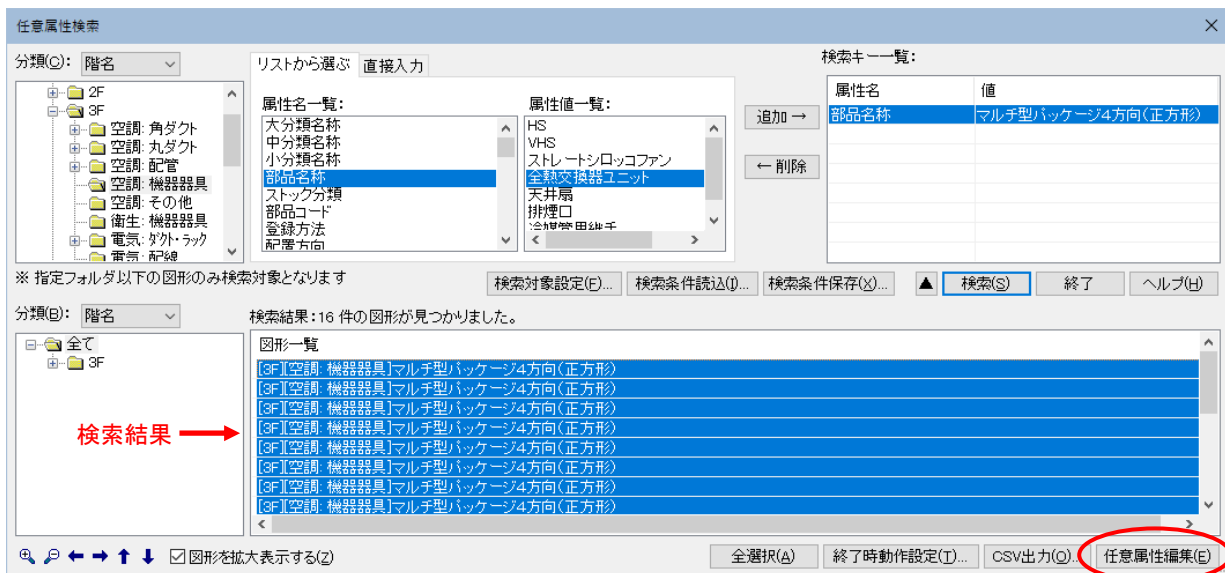 任意属性検索
分類(C): 階名
2F
3F
空調: 角ダクト
空調: 丸ダクト
空調: 配管
空調: 機器器具
空調: その他
衛生: 機器器具
電気: ダクト・ラック
電気: 配線
リストから選ぶ 直接入力
属性名一覧:
大分類名称
中分類名称
小分類名称
部品名称
ストック分類
部品コード
登録方法
配置方向
属性値一覧:
HS
VHS
ストレートシロッコファン
全熱交換器ユニット
天井扇
排煙口
冷媒管用継手
追加 →
← 削除
検索キー一覧:
属性名 値
部品名称 マルチ型パッケージ4方向(正方形)
※ 指定フォルダ以下の図形のみ検索対象となります
検索対象設定(F)... 検索条件読込(I)... 検索条件保存(X)... ▲ 検索(S) 終了 ヘルプ(H)
分類(B): 階名
全て
3F
検索結果:16 件の図形が見つかりました。
図形一覧
[3F][空調: 機器器具]マルチ型パッケージ4方向(正方形)
[3F][空調: 機器器具]マルチ型パッケージ4方向(正方形)
[3F][空調: 機器器具]マルチ型パッケージ4方向(正方形)
[3F][空調: 機器器具]マルチ型パッケージ4方向(正方形)
[3F][空調: 機器器具]マルチ型パッケージ4方向(正方形)
[3F][空調: 機器器具]マルチ型パッケージ4方向(正方形)
[3F][空調: 機器器具]マルチ型パッケージ4方向(正方形)
[3F][空調: 機器器具]マルチ型パッケージ4方向(正方形)
検索結果
図形を拡大表示する(Z)
全選択(A) 終了時動作設定(T)... CSV出力(O)... 任意属性編集(E)